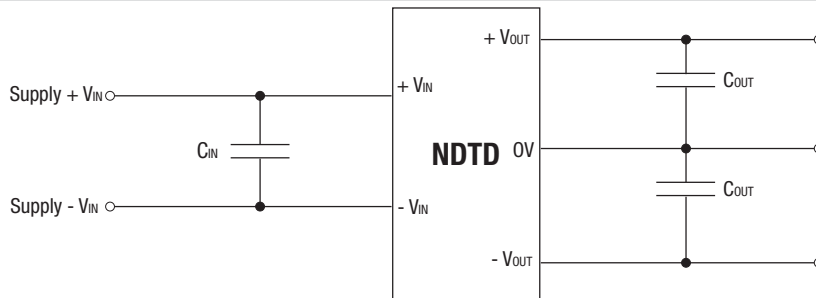 + VOUT
Supply + VIN
+ VIN
COUT
CIN
NDTD
0V
COUT
Supply - VIN
- VIN
- VOUT